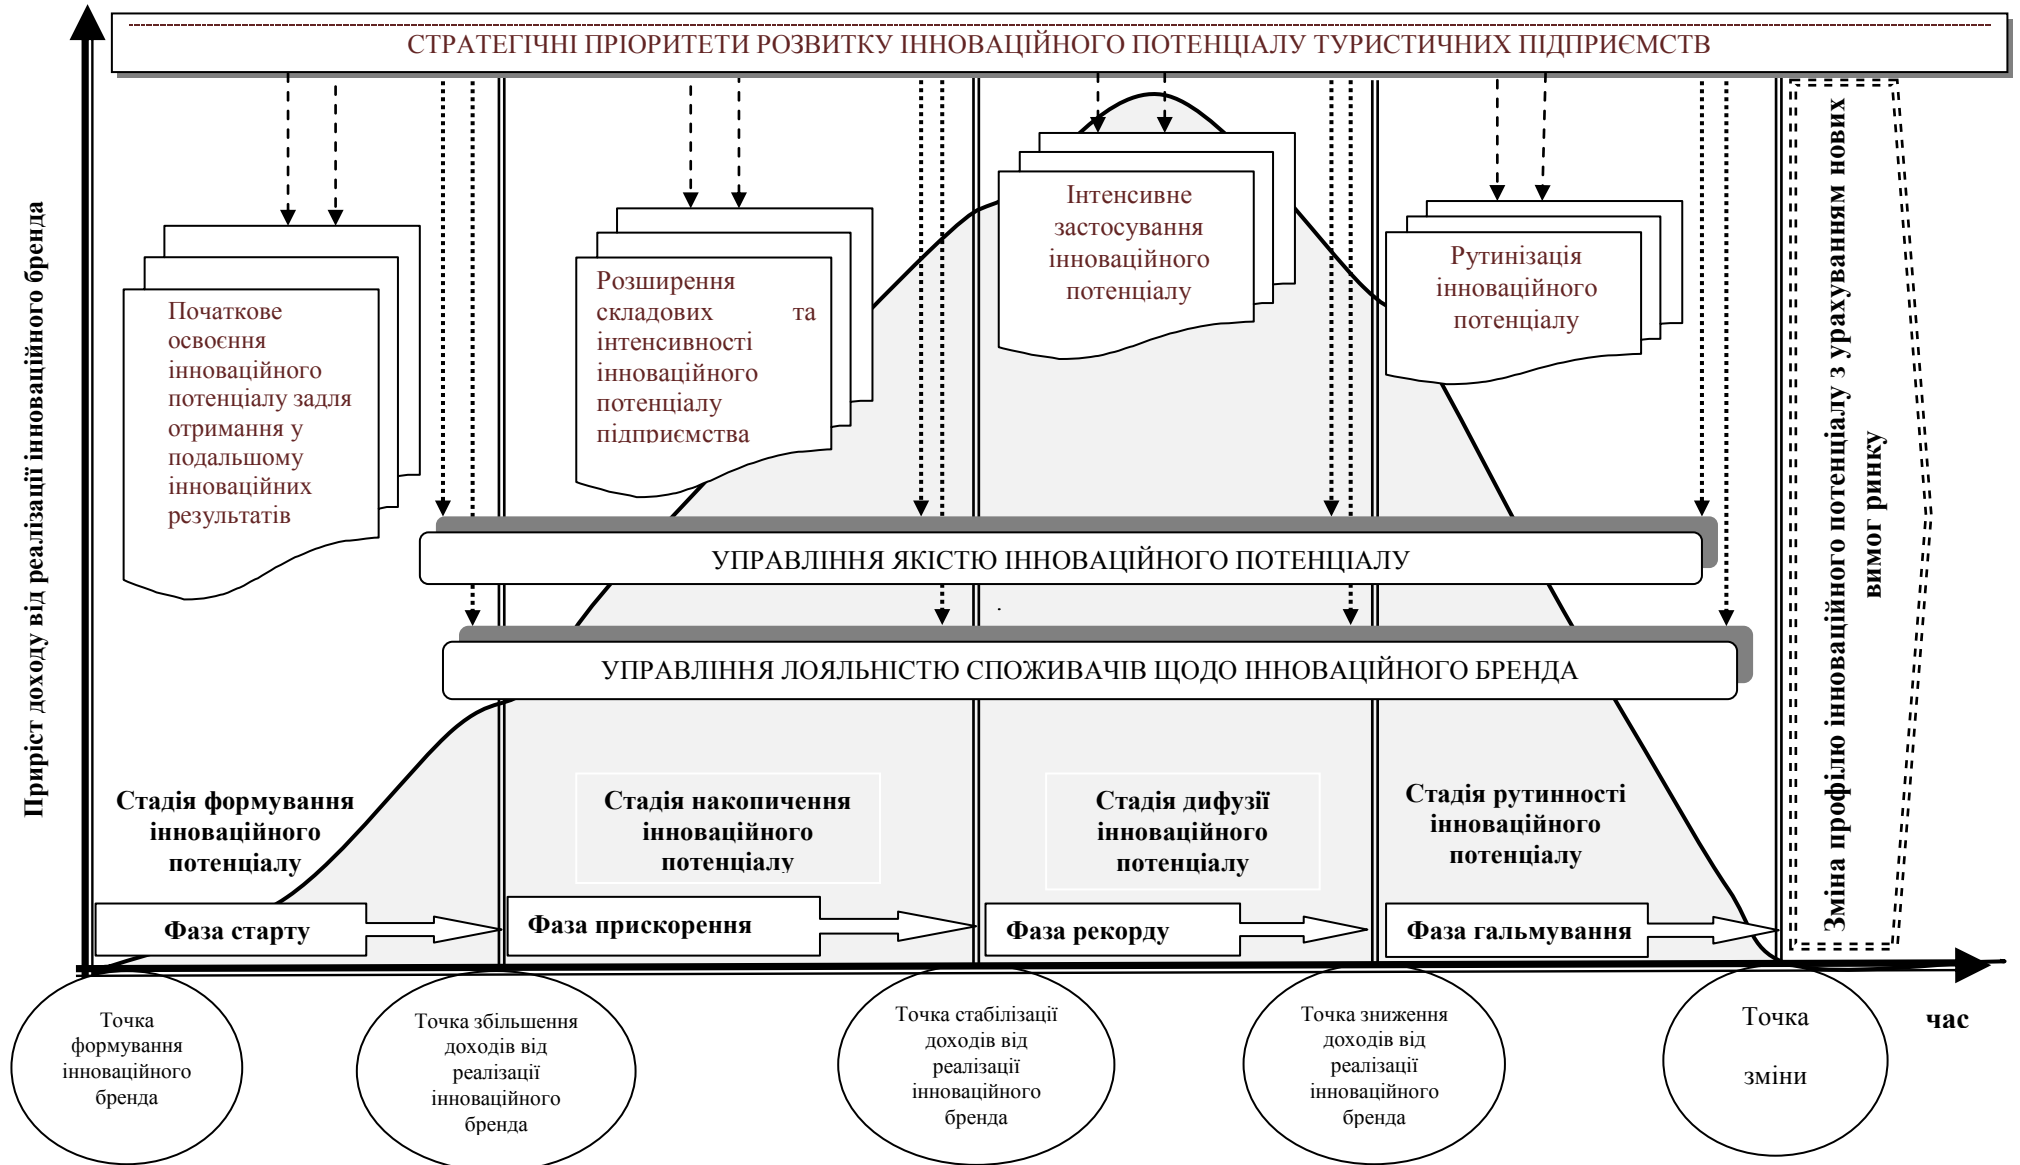 СТРАТЕГІЧНІ ПРІОРИТЕТИ РОЗВИТКУ ІННОВАЦІЙНОГО ПОТЕНЦІАЛУ ТУРИСТИЧНИХ ПІДПРИЄМСТВ
Приріст доходу від реалізації інноваційного бренда
Початкове
освоєння
інноваційного
потенціалу задля
отримання у
подальшому
інноваційних
результатів
Розширення
складових та
інтенсивності
інноваційного
потенціалу
підприємства
Інтенсивне
застосування
інноваційного
потенціалу
Рутинізація
інноваційного
потенціалу
Зміна профілю інноваційного потенціалу з урахуванням нових
вимог ринку
УПРАВЛІННЯ ЯКІСТЮ ІННОВАЦІЙНОГО ПОТЕНЦІАЛУ
УПРАВЛІННЯ ЛОЯЛЬНІСТЮ СПОЖИВАЧІВ ЩОДО ІННОВАЦІЙНОГО БРЕНДА
Стадія формування
інноваційного
потенціалу
Стадія накопичення
інноваційного
потенціалу
Стадія дифузії
інноваційного
потенціалу
Стадія рутинності
інноваційного
потенціалу
Фаза старту
Фаза прискорення
Фаза рекорду
Фаза гальмування
Точка
формування
інноваційного
бренда
Точка збільшення
доходів від
реалізації
інноваційного
бренда
Точка стабілізації
доходів від
реалізації
інноваційного
бренда
Точка зниження
доходів від
реалізації
інноваційного
бренда
Точка
зміни
час